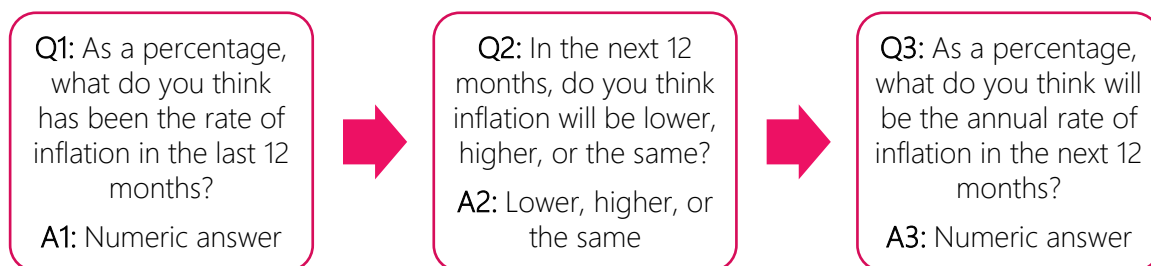 Q1: As a percentage,
what do you think
has been the rate of
inflation in the last 12
months?
A1: Numeric answer
Q2: In the next 12
months, do you think
inflation will be lower,
higher, or the same?
A2: Lower, higher, or
the same
Q3: As a percentage,
what do you think will
be the annual rate of
inflation in the next 12
months?
A3: Numeric answer